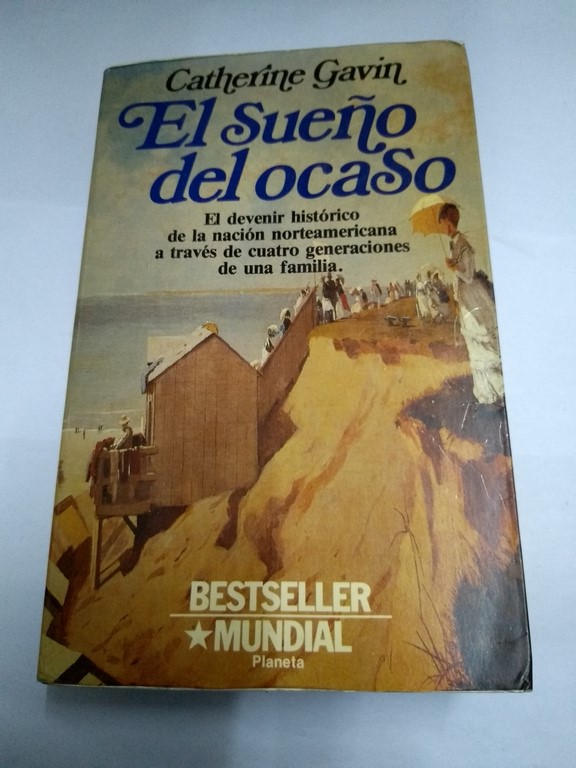 Catherine Gavin
El sueño
del ocaso
El devenir histórico
de la nación norteamericana
a través de cuatro generaciones
de una familia.
BESTSELLER
★MUNDIAL
Planeta